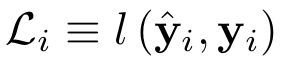 ℒᵢ ≡ l (ŷᵢ, yᵢ)